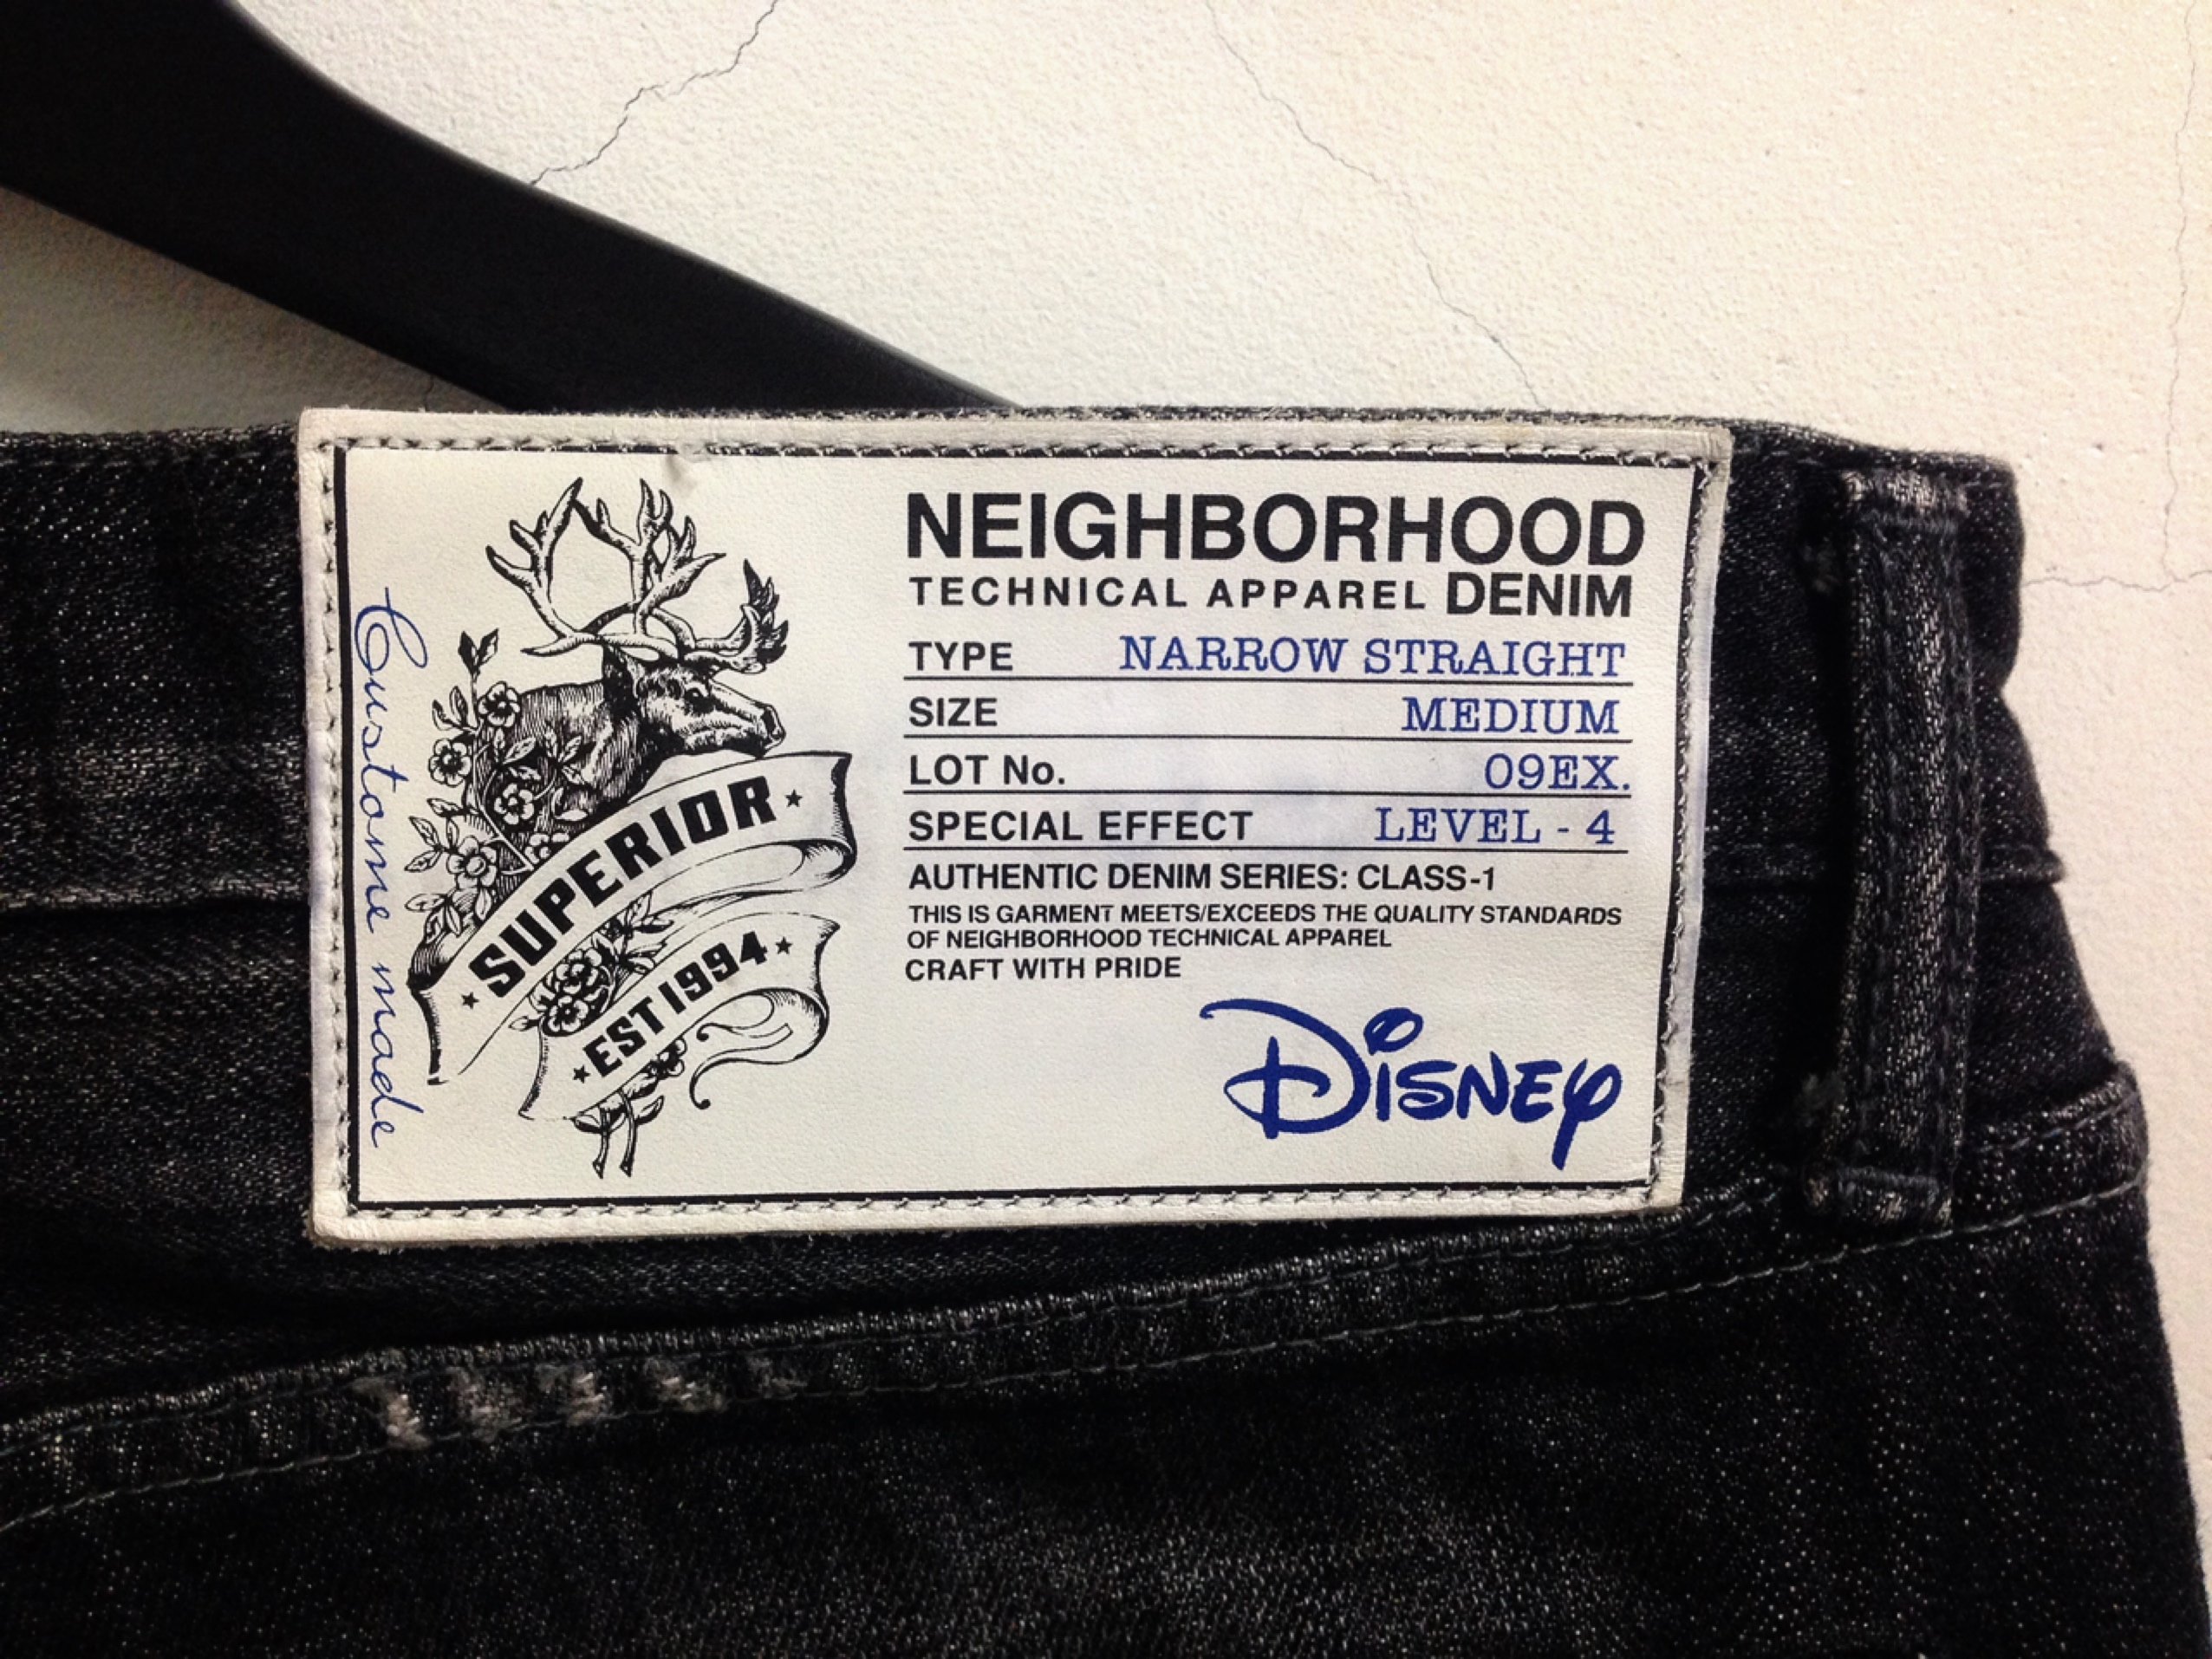 Custome made
SUPERIOR
EST 1994
NEIGHBORHOOD
TECHNICAL APPAREL DENIM
TYPE NARROW STRAIGHT
SIZE MEDIUM
LOT No. 09EX.
SPECIAL EFFECT LEVEL - 4
AUTHENTIC DENIM SERIES: CLASS-1
THIS IS GARMENT MEETS/EXCEEDS THE QUALITY STANDARDS
OF NEIGHBORHOOD TECHNICAL APPAREL
CRAFT WITH PRIDE
DISNEY